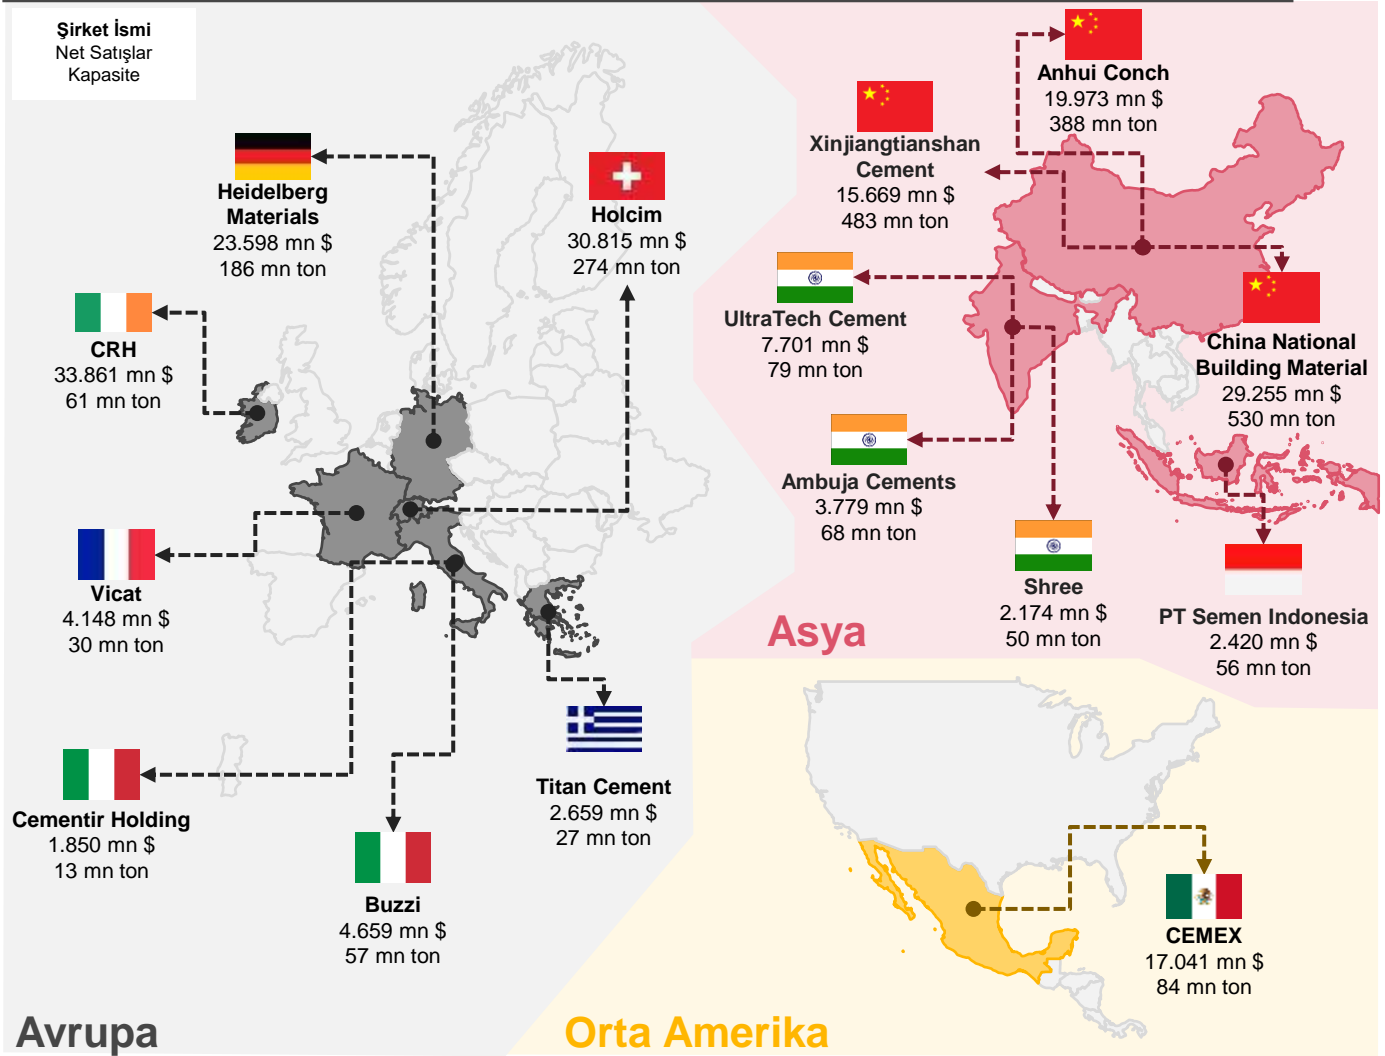 Şirket İsmi
Net Satışlar
Kapasite
Heidelberg
Materials
23.598 mn $
186 mn ton
Holcim
30.815 mn $
274 mn ton
CRH
33.861 mn $
61 mn ton
Vicat
4.148 mn $
30 mn ton
Cementir Holding
1.850 mn $
13 mn ton
Buzzi
4.659 mn $
57 mn ton
Titan Cement
2.659 mn $
27 mn ton
Avrupa
Anhui Conch
19.973 mn $
388 mn ton
Xinjiangtianshan
Cement
15.669 mn $
483 mn ton
UltraTech Cement
7.701 mn $
79 mn ton
China National
Building Material
29.255 mn $
530 mn ton
Ambuja Cements
3.779 mn $
68 mn ton
Shree
2.174 mn $
50 mn ton
PT Semen Indonesia
2.420 mn $
56 mn ton
Asya
CEMEX
17.041 mn $
84 mn ton
Orta Amerika